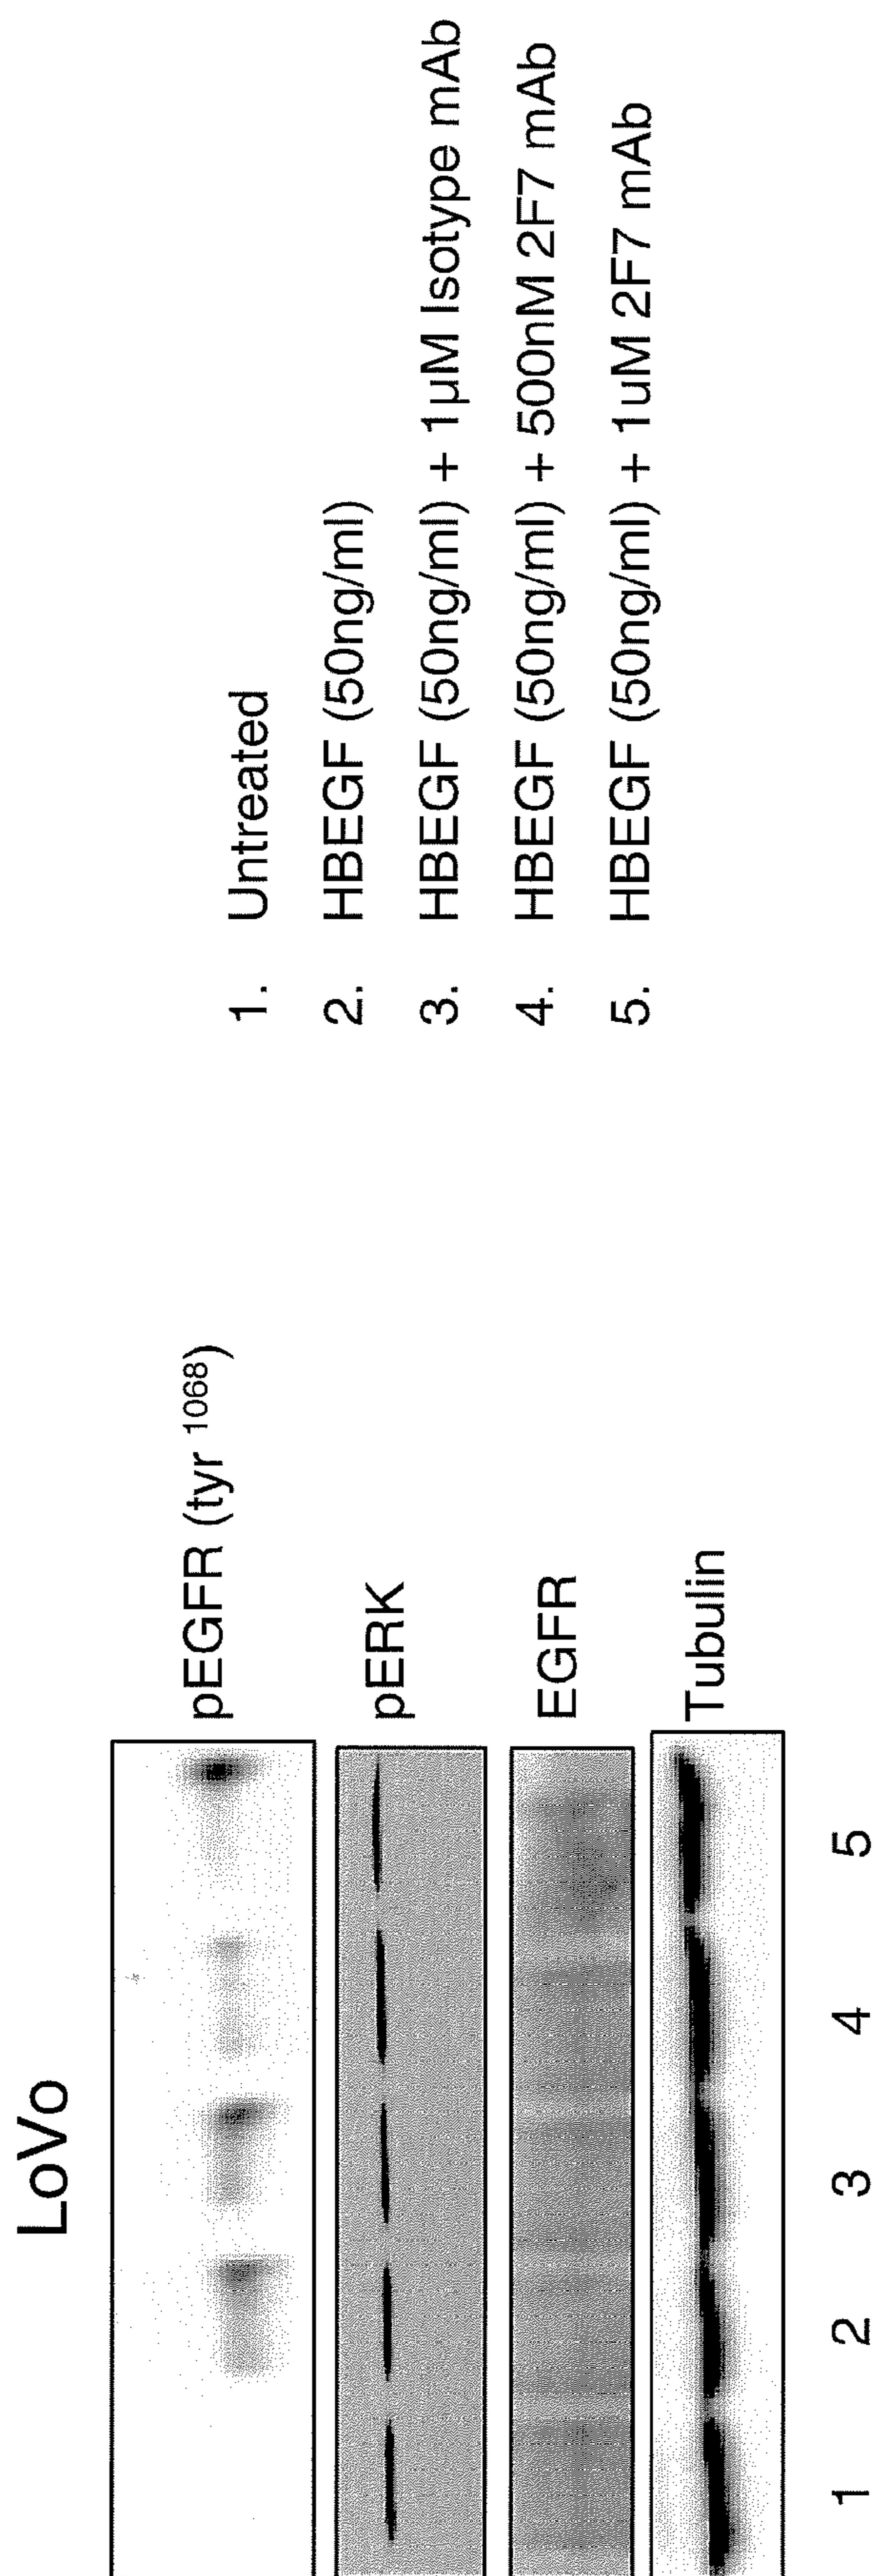 LoVo
pEGFR (tyr 1068)
pERK
EGFR
Tubulin
1 2 3 4 5
1. Untreated
2. HBEGF (50ng/ml)
3. HBEGF (50ng/ml) + 1µM Isotype mAb
4. HBEGF (50ng/ml) + 500nM 2F7 mAb
5. HBEGF (50ng/ml) + 1uM 2F7 mAb